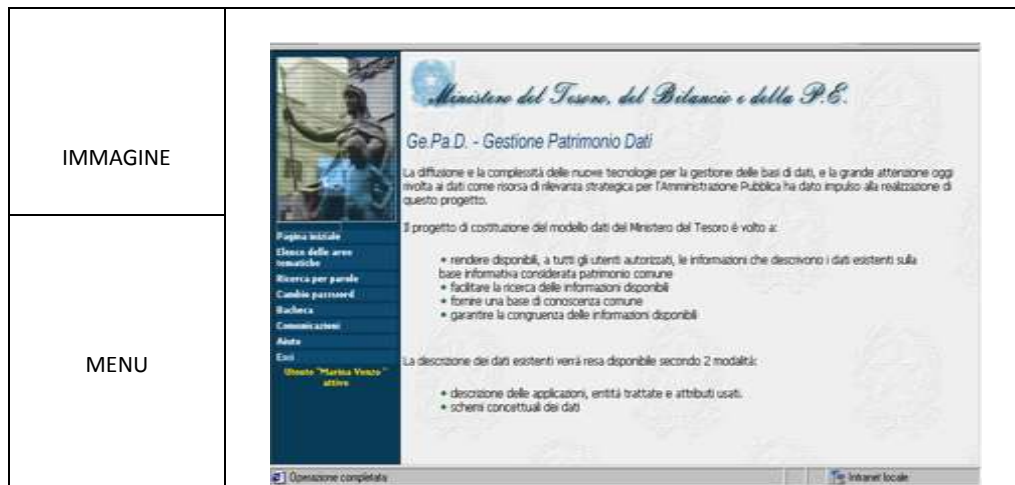 IMMAGINE
MENU
Ministero del Tesoro, del Bilancio e della P.E.
Ge.Pa.D. - Gestione Patrimonio Dati
La diffusione e la complessità delle nuove tecnologie per la gestione delle basi di dati, e la grande attenzione oggi
rivolta ai dati come risorsa di rilevanza strategica per l'Amministrazione Pubblica ha dato impulso alla realizzazione di
questo progetto.
Il progetto di costituzione del modello dati del Ministero del Tesoro è volto a:
• rendere disponibili, a tutti gli utenti autorizzati, le informazioni che descrivono i dati esistenti sulla
base informativa considerata patrimonio comune
• facilitare la ricerca delle informazioni disponibili
• fornire una base di conoscenza comune
• garantire la congruenza delle informazioni disponibili
La descrizione dei dati esistenti verrà resa disponibile secondo 2 modalità:
• descrizione delle applicazioni, entità trattate e attributi usati.
• schemi concettuali dei dati
Pagina iniziale
Elenco delle aree
tematiche
Ricerca per parole
Cambio password
Bacheca
Comunicazioni
Aiuto
Esci
Utente "Marina Venzo"
attivo
Operazione completata
Intranet locale